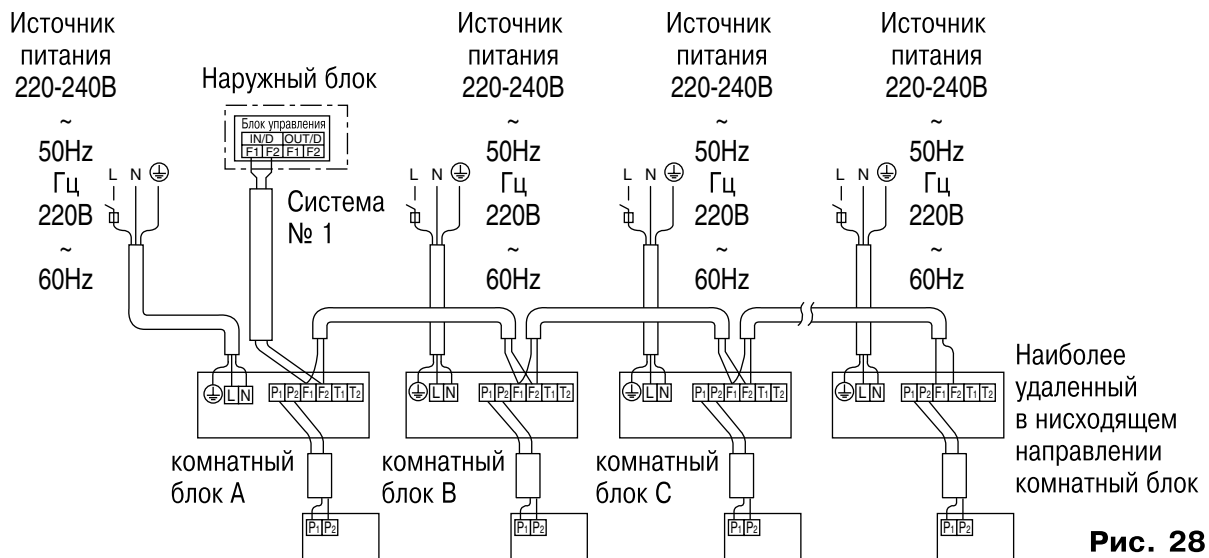 Источник
питания
220-240В
~
50Hz
Гц
220В
~
60Hz
Наружный блок
Блок управления
IN/D OUT/D
F1 F2 F1 F2
Система
№ 1
L N
Источник
питания
220-240В
~
50Hz
Гц
220В
~
60Hz
L N
Источник
питания
220-240В
~
50Hz
Гц
220В
~
60Hz
L N
Источник
питания
220-240В
~
50Hz
Гц
220В
~
60Hz
L N
L N
P1 P2 F1 F2 T1 T2
L N
P1 P2 F1 F2 T1 T2
L N
P1 P2 F1 F2 T1 T2
L N
P1 P2 F1 F2 T1 T2
Наиболее
удаленный
в нисходящем
направлении
комнатный блок
комнатный
блок А
комнатный
блок В
комнатный
блок С
P1 P2
P1 P2
P1 P2
P1 P2
Рис. 28